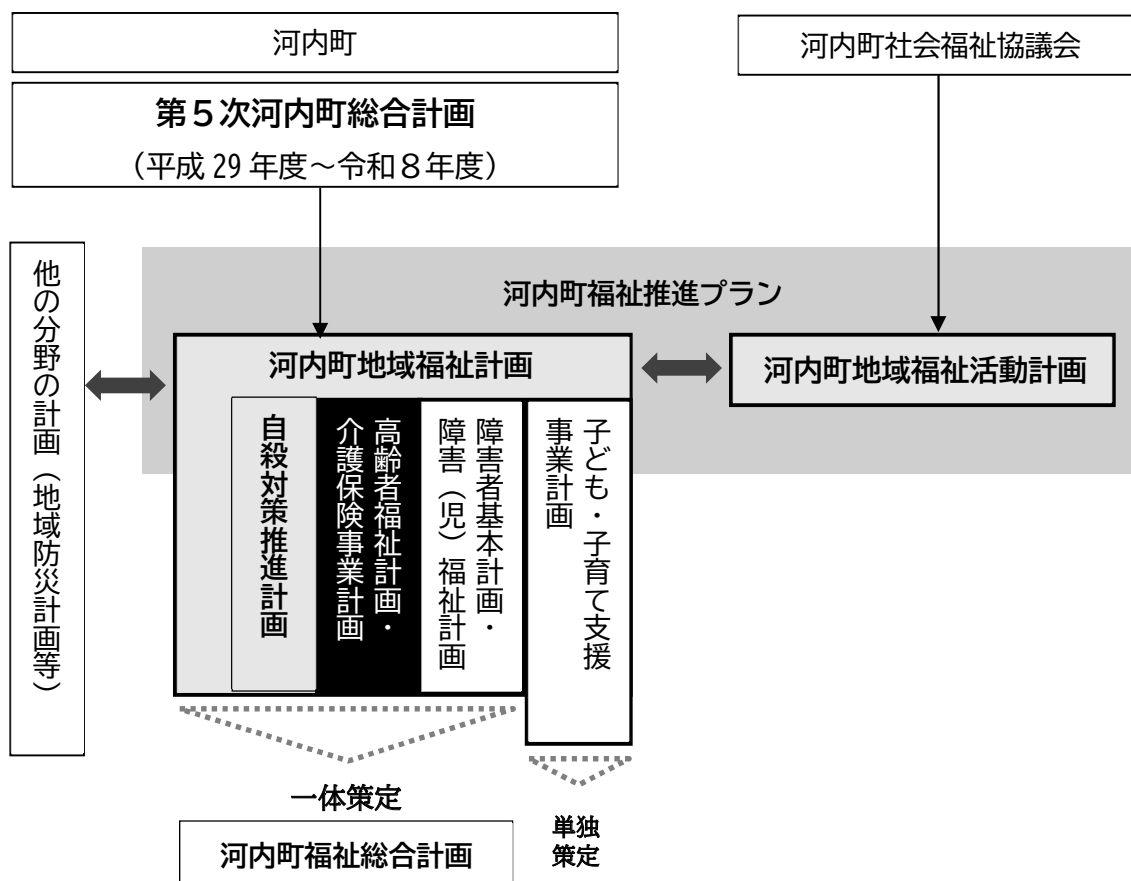 河内町
河内町社会福祉協議会
第５次河内町総合計画
（平成 29 年度～令和８年度）
他の分野の計画（地域防災計画等）
河内町福祉推進プラン
河内町地域福祉計画
河内町地域福祉活動計画
自殺対策推進計画
高齢者福祉計画・
介護保険事業計画
障害者基本計画・
障害（児）福祉計画
子ども・子育て支援
事業計画
一体策定
河内町福祉総合計画
単独
策定